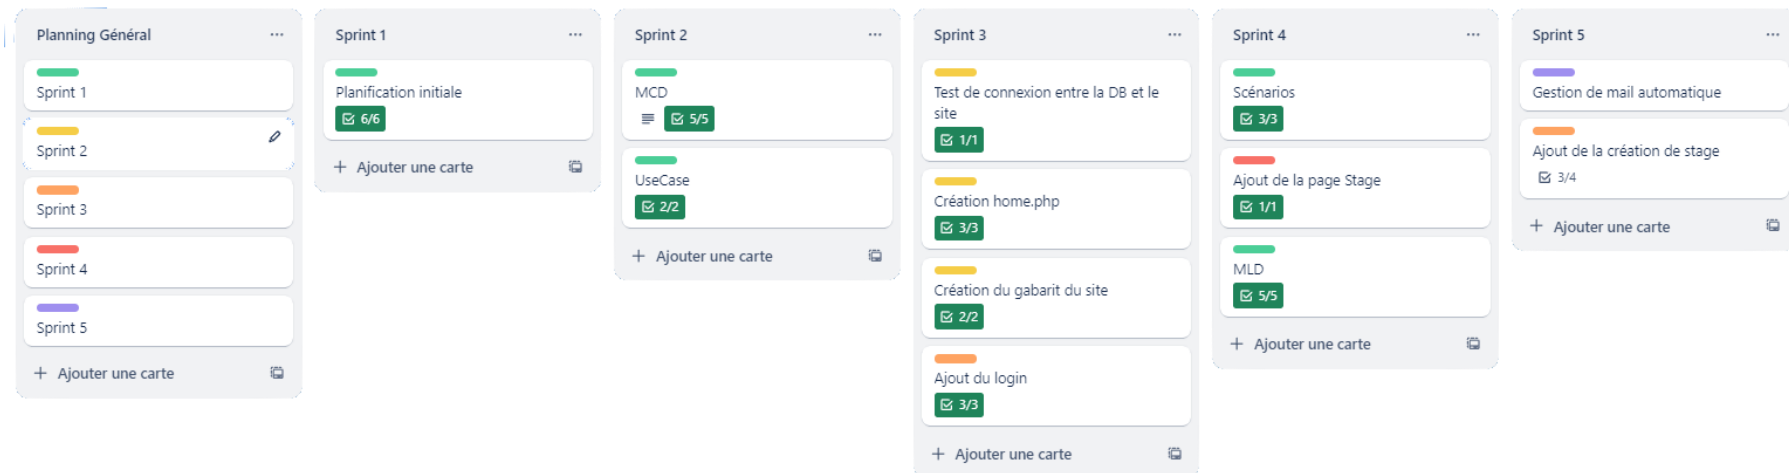 Planning Général
Sprint 1
Sprint 2
Sprint 3
Sprint 4
Sprint 5
+ Ajouter une carte
Sprint 1
Planification initiale
6/6
+ Ajouter une carte
Sprint 2
MCD
5/5
UseCase
2/2
+ Ajouter une carte
Sprint 3
Test de connexion entre la DB et le
site
1/1
Création home.php
3/3
Création du gabarit du site
2/2
Ajout du login
3/3
+ Ajouter une carte
Sprint 4
Scénarios
3/3
Ajout de la page Stage
1/1
MLD
5/5
+ Ajouter une carte
Sprint 5
Gestion de mail automatique
Ajout de la création de stage
3/4
+ Ajouter une carte